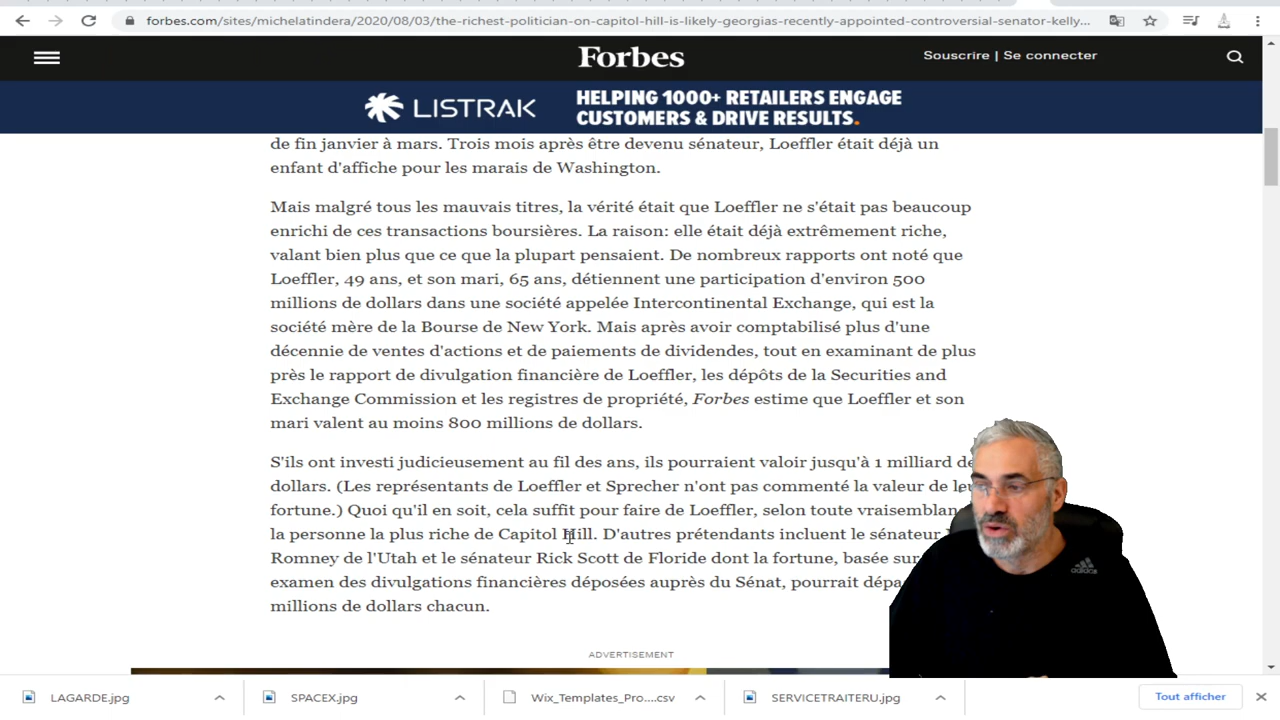 forbes.com/sites/michelatindera/2020/08/03/the-richest-politician-on-capitol-hill-is-likely-georgias-recently-appointed-controversial-senator-kelly...
Forbes
Souscrire | Se connecter
LISTRAK
HELPING 1000+ RETAILERS ENGAGE
CUSTOMERS & DRIVE RESULTS.
de fin janvier à mars. Trois mois après être devenu sénateur, Loeffler était déjà un
enfant d'affiche pour les marais de Washington.
Mais malgré tous les mauvais titres, la vérité était que Loeffler ne s'était pas beaucoup
enrichi de ces transactions boursières. La raison: elle était déjà extrêmement riche,
valant bien plus que ce que la plupart pensaient. De nombreux rapports ont noté que
Loeffler, 49 ans, et son mari, 65 ans, détiennent une participation d'environ 500
millions de dollars dans une société appelée Intercontinental Exchange, qui est la
société mère de la Bourse de New York. Mais après avoir comptabilisé plus d'une
décennie de ventes d'actions et de paiements de dividendes, tout en examinant de plus
près le rapport de divulgation financière de Loeffler, les dépôts de la Securities and
Exchange Commission et les registres de propriété, Forbes estime que Loeffler et son
mari valent au moins 800 millions de dollars.
S'ils ont investi judicieusement au fil des ans, ils pourraient valoir jusqu'à 1 milliard de
dollars. (Les représentants de Loeffler et Sprecher n'ont pas commenté la valeur de leur
fortune.) Quoi qu'il en soit, cela suffit pour faire de Loeffler, selon toute
la personne la plus riche de Capitol Hill. D'autres prétendants incluent le sénateur
Romney de l'Utah et le sénateur Rick Scott de Floride dont la fortune, basée sur
examen des divulgations financières déposées auprès du Sénat, pourrait
millions de dollars chacun.
ADVERTISEMENT
adidas
LAGARDE.jpg
SPACEX.jpg
Wix_Templates_Pro....csv
SERVICETRAITERU.jpg
Tout afficher